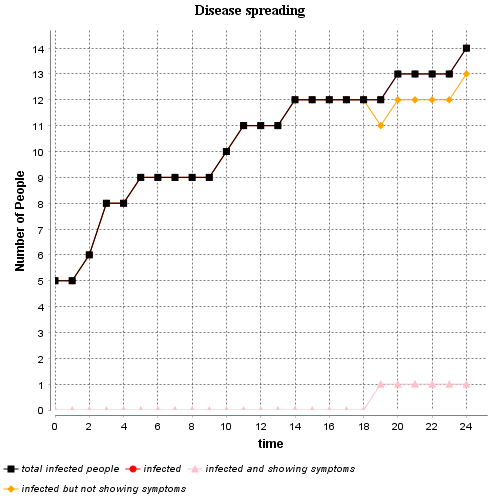 Disease spreading
14
13
12
11
10
9
8
7
6
5
4
3
2
1
0
Number of People
0 2 4 6 8 10 12 14 16 18 20 22 24
time
total infected people infected infected and showing symptoms
infected but not showing symptoms